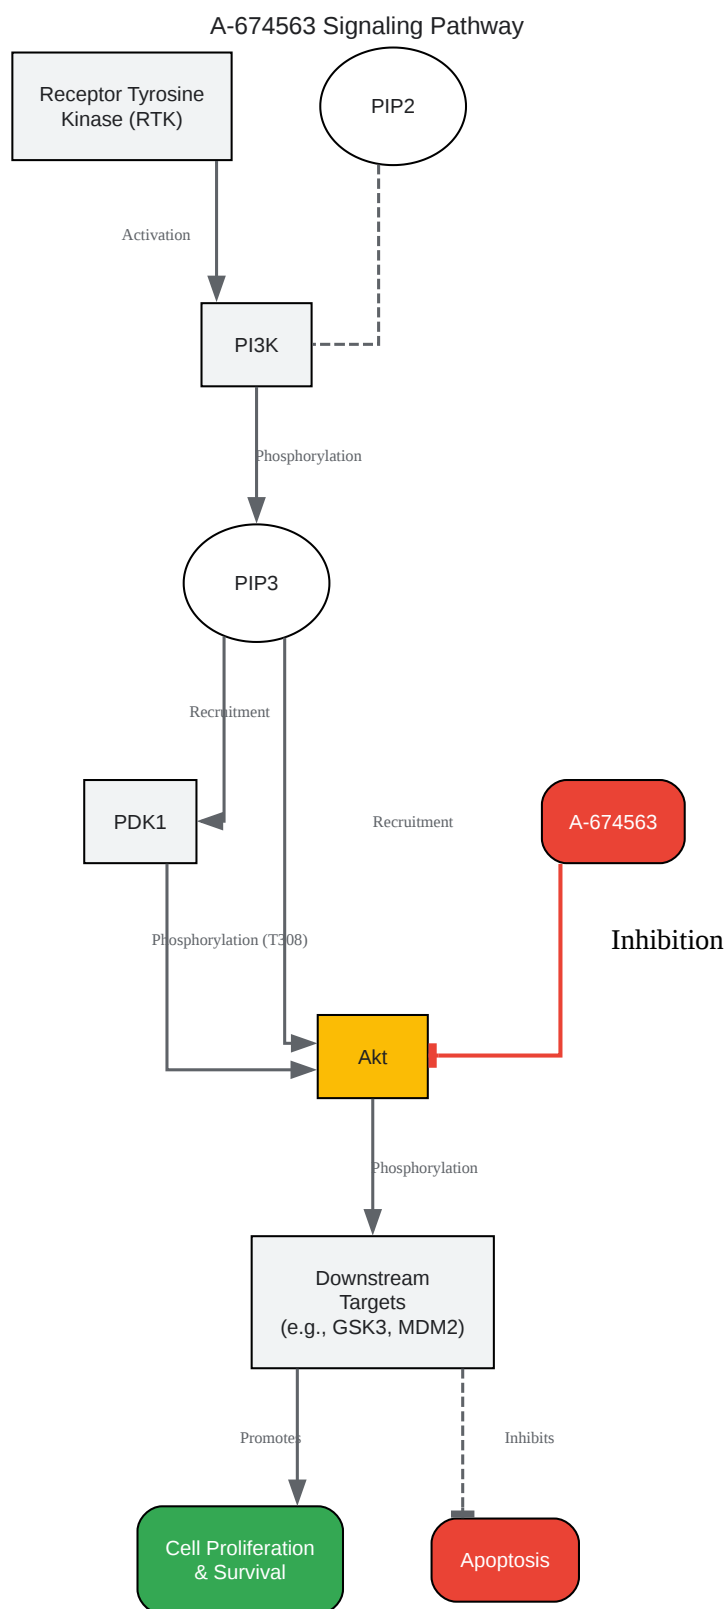 A-674563 Signaling Pathway
Receptor Tyrosine
Kinase (RTK)
PIP2
Activation
PI3K
Phosphorylation
PIP3
Recruitment
PDK1
Recruitment
A-674563
Phosphorylation (T308)
Inhibition
Akt
Phosphorylation
Downstream
Targets
(e.g., GSK3, MDM2)
Promotes
Inhibits
Cell Proliferation
& Survival
Apoptosis